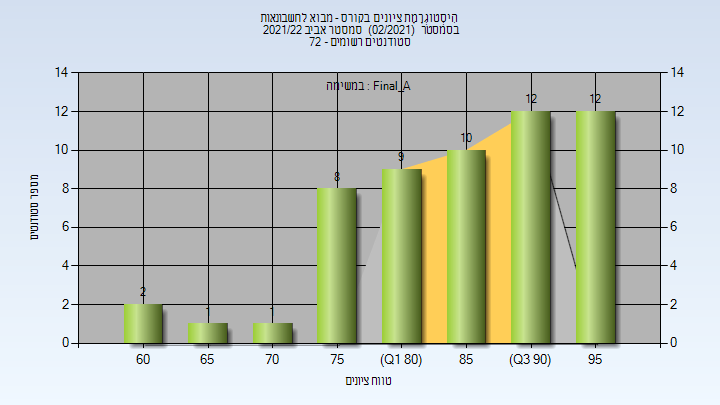 היסטוגרמת ציונים בקורס - מבוא לחשבונאות
בסמסטר (02/2021) סמסטר אביב 2021/22
סטודנטים רשומים - 72
במשימה : Final_A
14 14
12 12
10 10
8 8
6 6
4 4
2 2
0 0
2 1 1 8 9 10 12 12
60 65 70 75 (Q1 80) 85 (Q3 90) 95
מספר סטודנטים
טווח ציונים